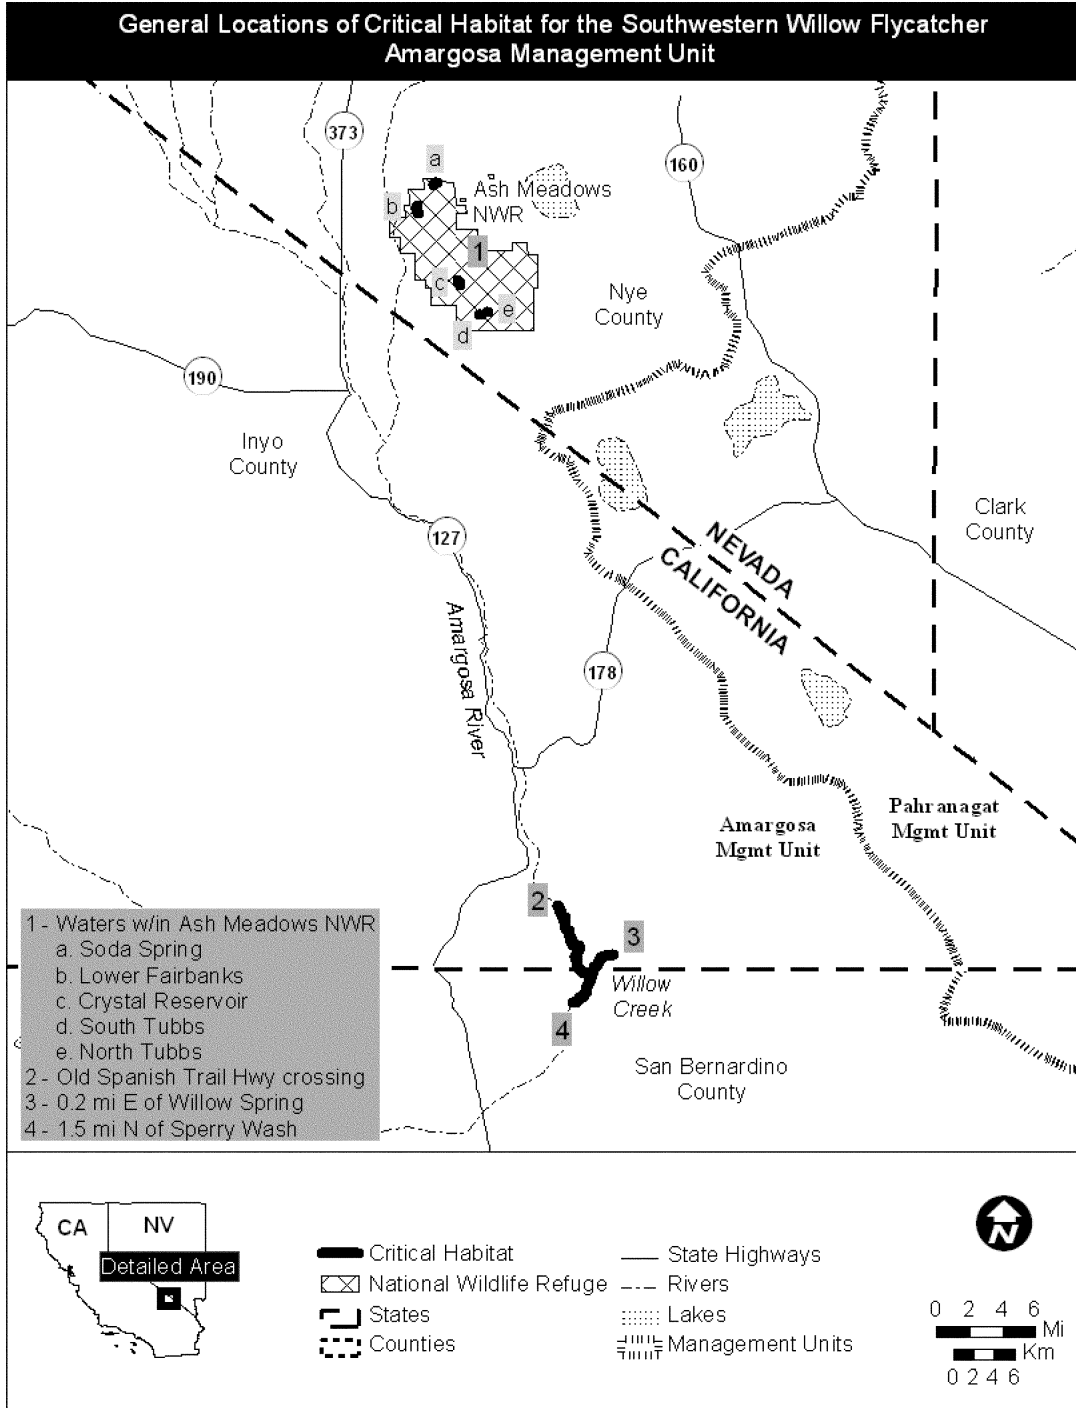 General Locations of Critical Habitat for the Southwestern Willow Flycatcher
Amargosa Management Unit
373
160
a
Ash Meadows
NWR
b
1
c
Nye
County
e
d
190
Inyo
County
Clark
County
127
NEVADA
CALIFORNIA
Amargosa River
178
Pahranagat
Mgmt Unit
Amargosa
Mgmt Unit
2
3
Willow
Creek
4
San Bernardino
County
1 - Waters w/in Ash Meadows NWR
a. Soda Spring
b. Lower Fairbanks
c. Crystal Reservoir
d. South Tubbs
e. North Tubbs
2 - Old Spanish Trail Hwy crossing
3 - 0.2 mi E of Willow Spring
4 - 1.5 mi N of Sperry Wash
CA
NV
Detailed Area
Critical Habitat
National Wildlife Refuge
States
Counties
State Highways
Rivers
Lakes
Management Units
N
0 2 4 6
Mi
Km
0 2 4 6